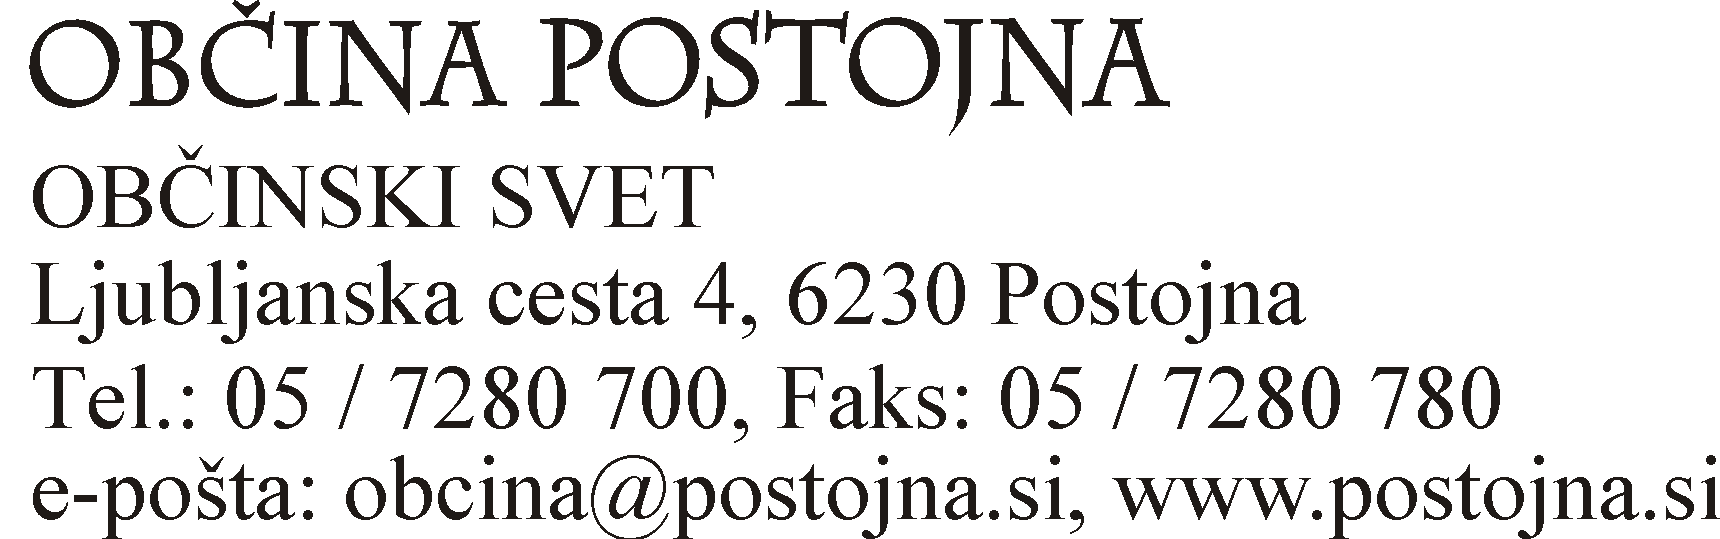 OBČINA POSTOJNA
OBČINSKI SVET
Ljubljanska cesta 4, 6230 Postojna
Tel.: 05 / 7280 700, Faks: 05 / 7280 780
e-pošta: obcina@postojna.si, www.postojna.si